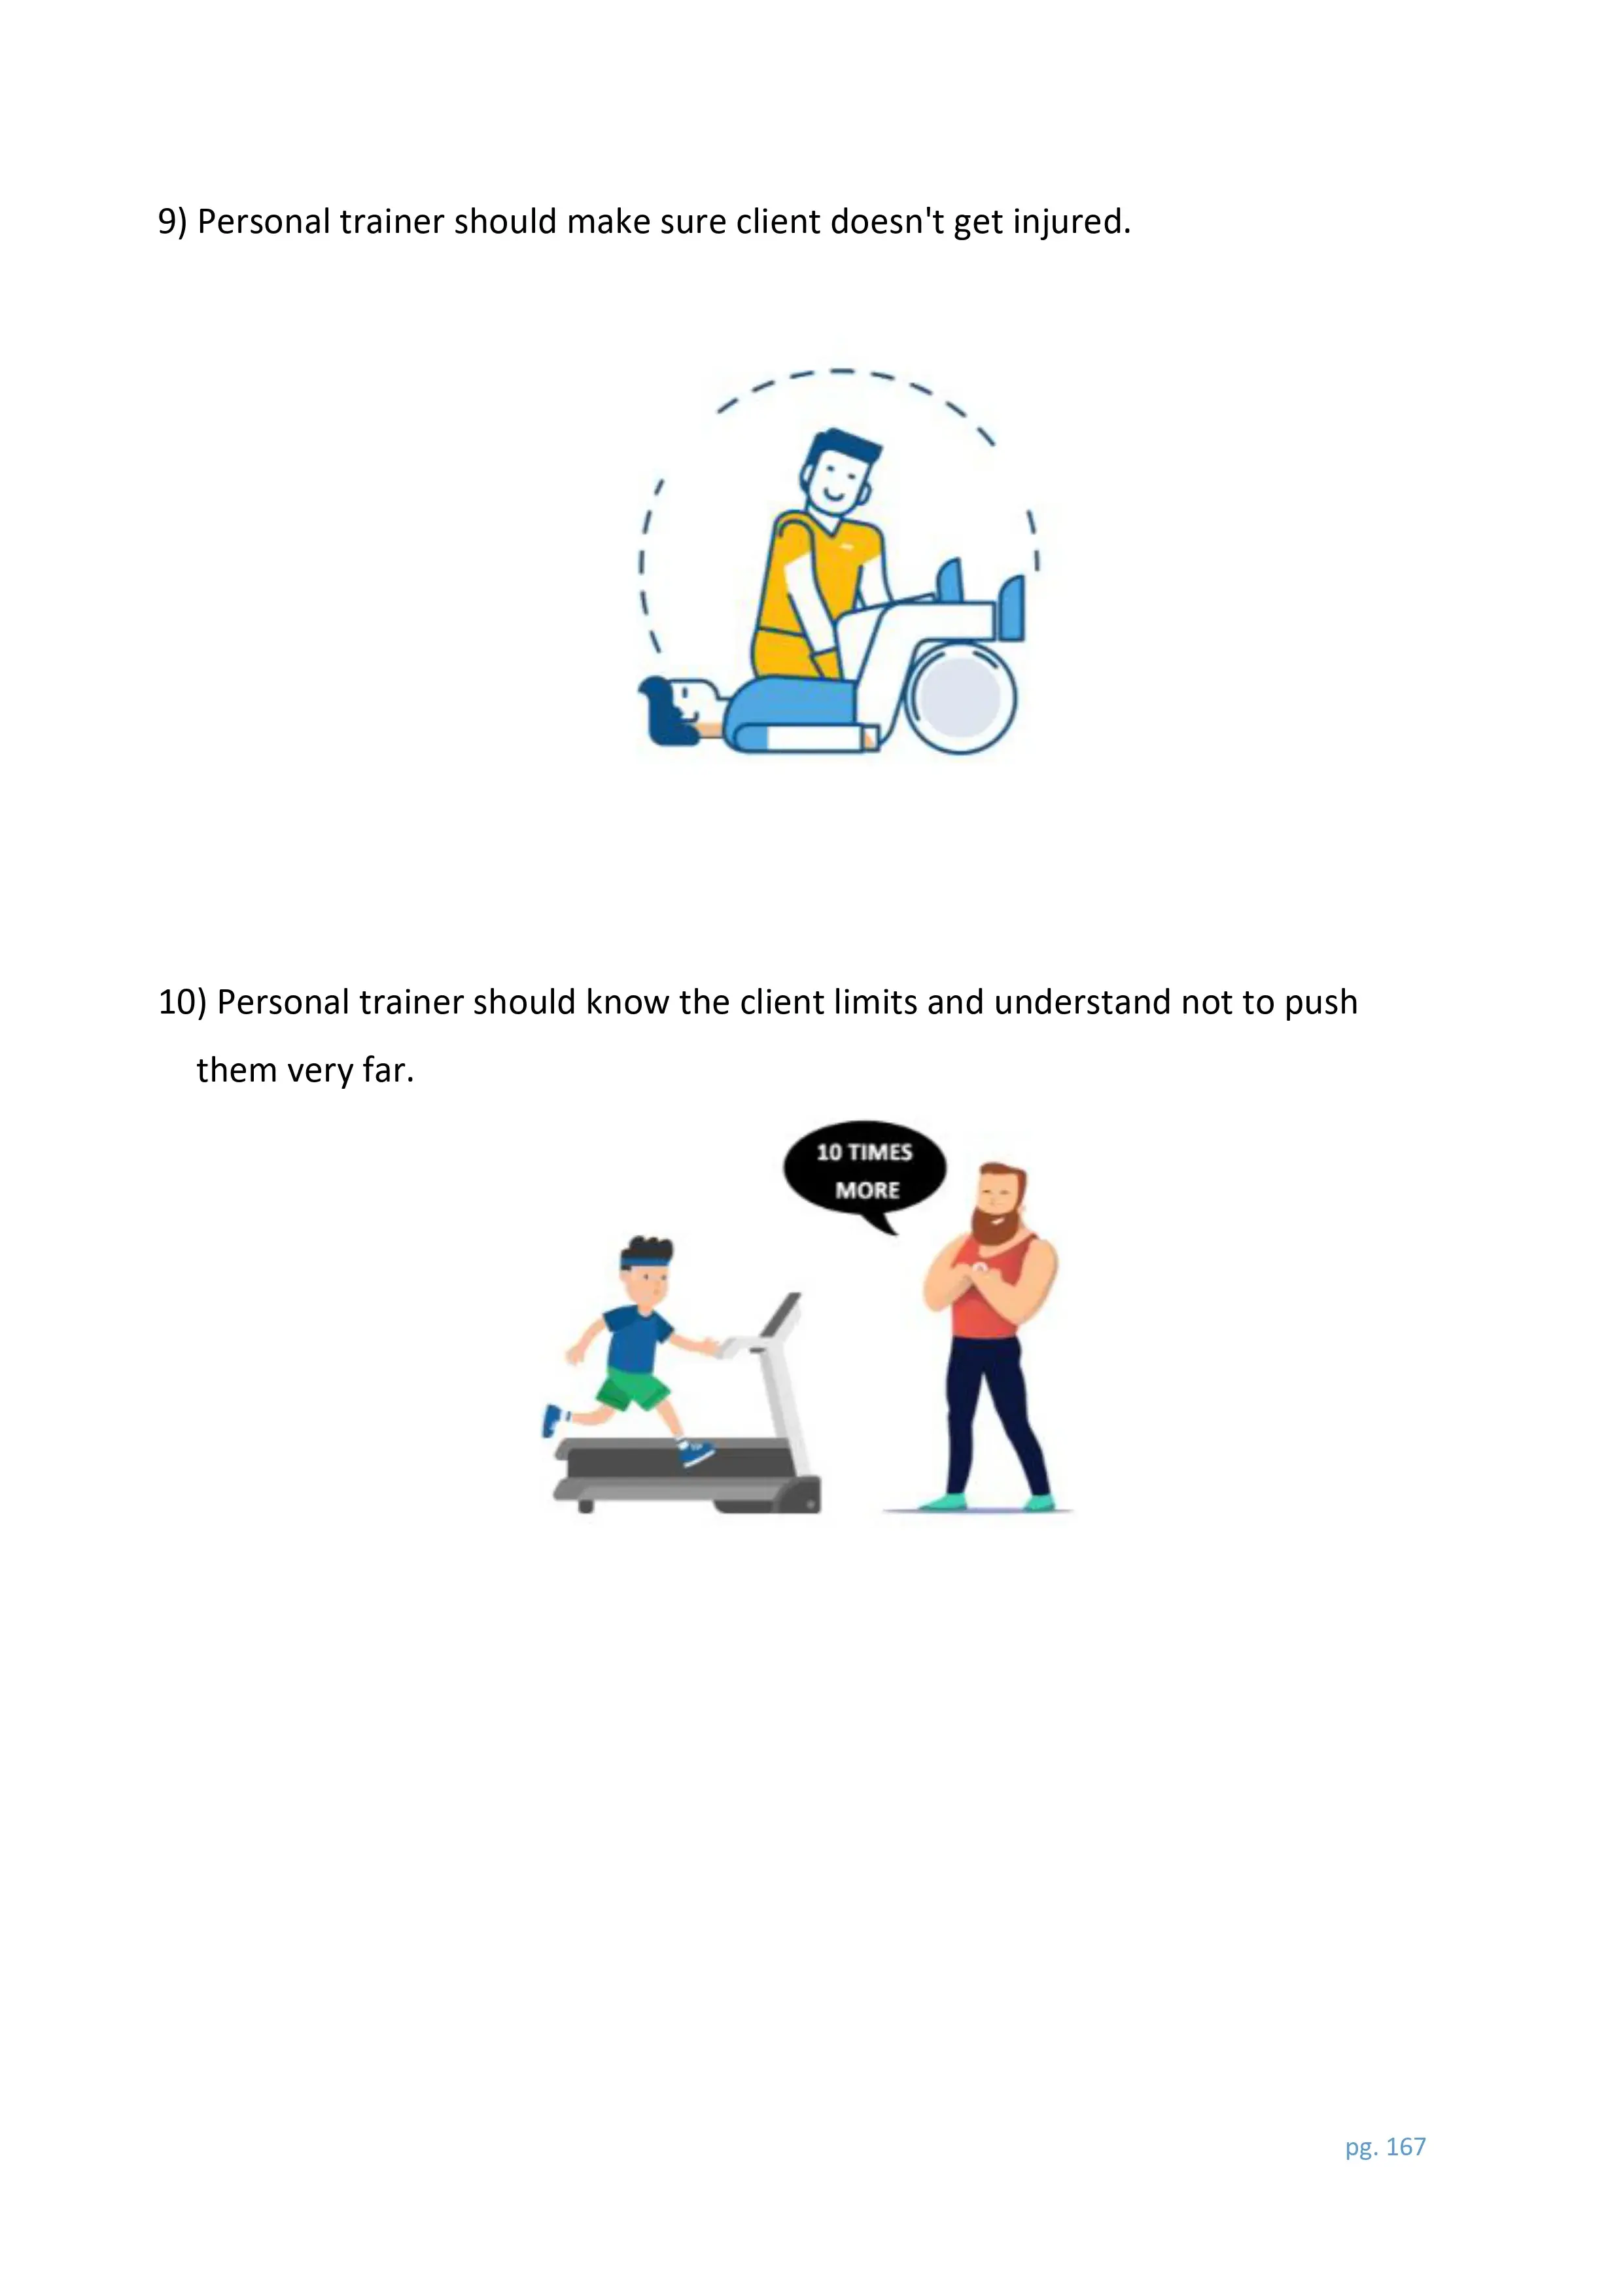 9) Personal trainer should make sure client doesn't get injured.
10) Personal trainer should know the client limits and understand not to push
them very far.
10 TIMES
MORE
pg. 167